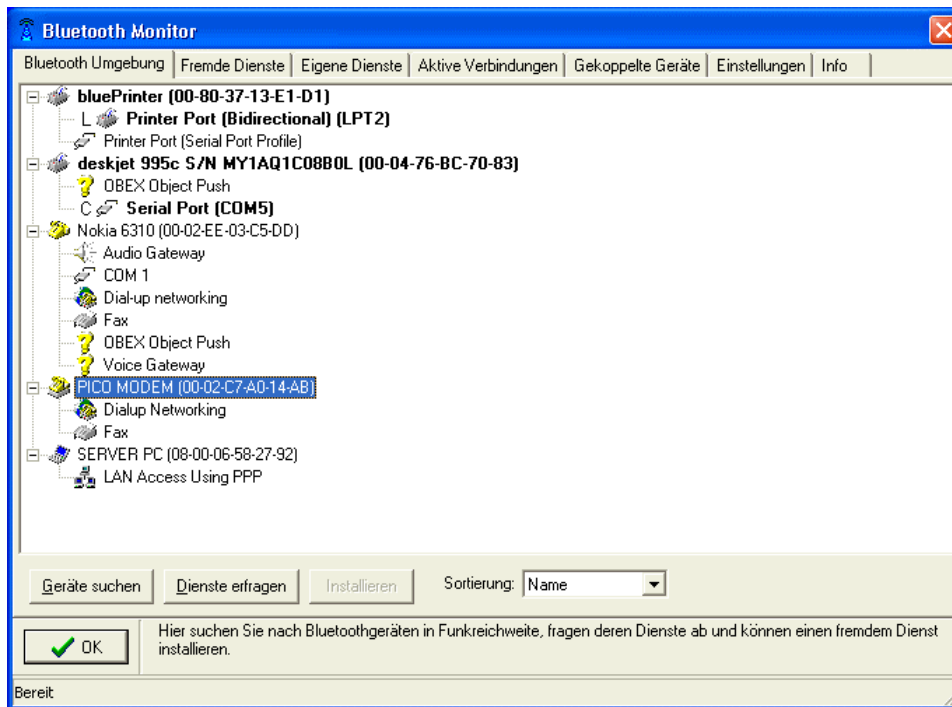 Bluetooth Monitor
Bluetooth Umgebung Fremde Dienste Eigene Dienste Aktive Verbindungen Gekoppelte Geräte Einstellungen Info
bluePrinter (00-80-37-13-E1-D1)
L Printer Port (Bidirectional) (LPT2)
Printer Port (Serial Port Profile)
deskjet 995c S/N MY1AQ1C08B0L (00-04-76-BC-70-83)
OBEX Object Push
C Serial Port (COM5)
Nokia 6310 (00-02-EE-03-C5-DD)
Audio Gateway
COM 1
Dial-up networking
Fax
OBEX Object Push
Voice Gateway
PICO MODEM (00-02-C7-A0-14-AB)
Dialup Networking
Fax
SERVER PC (08-00-06-58-27-92)
LAN Access Using PPP
Geräte suchen Dienste erfragen Installieren Sortierung: Name
OK
Hier suchen Sie nach Bluetoothgeräten in Funkreichweite, fragen deren Dienste ab und können einen fremdem Dienst
installieren.
Bereit